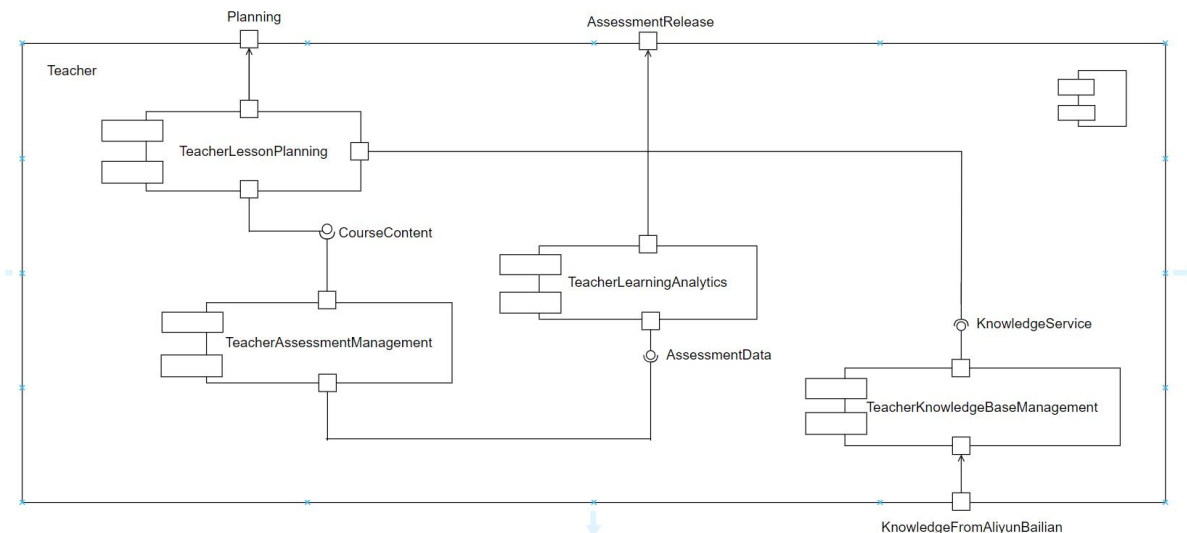 Planning
AssessmentRelease
Teacher
TeacherLessonPlanning
CourseContent
TeacherLearningAnalytics
KnowledgeService
TeacherAssessmentManagement
AssessmentData
TeacherKnowledgeBaseManagement
KnowledgeFromAliyunBailian